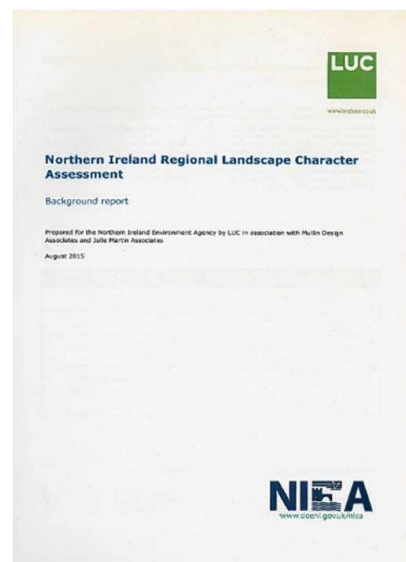 LUC
www.landuse.co.uk
Northern Ireland Regional Landscape Character
Assessment
Background report
Prepared for the Northern Ireland Environment Agency by LUC in association with Mullin Design
Associates and Julie Martin Associates
August 2015
NIEA
www.doeni.gov.uk/niea